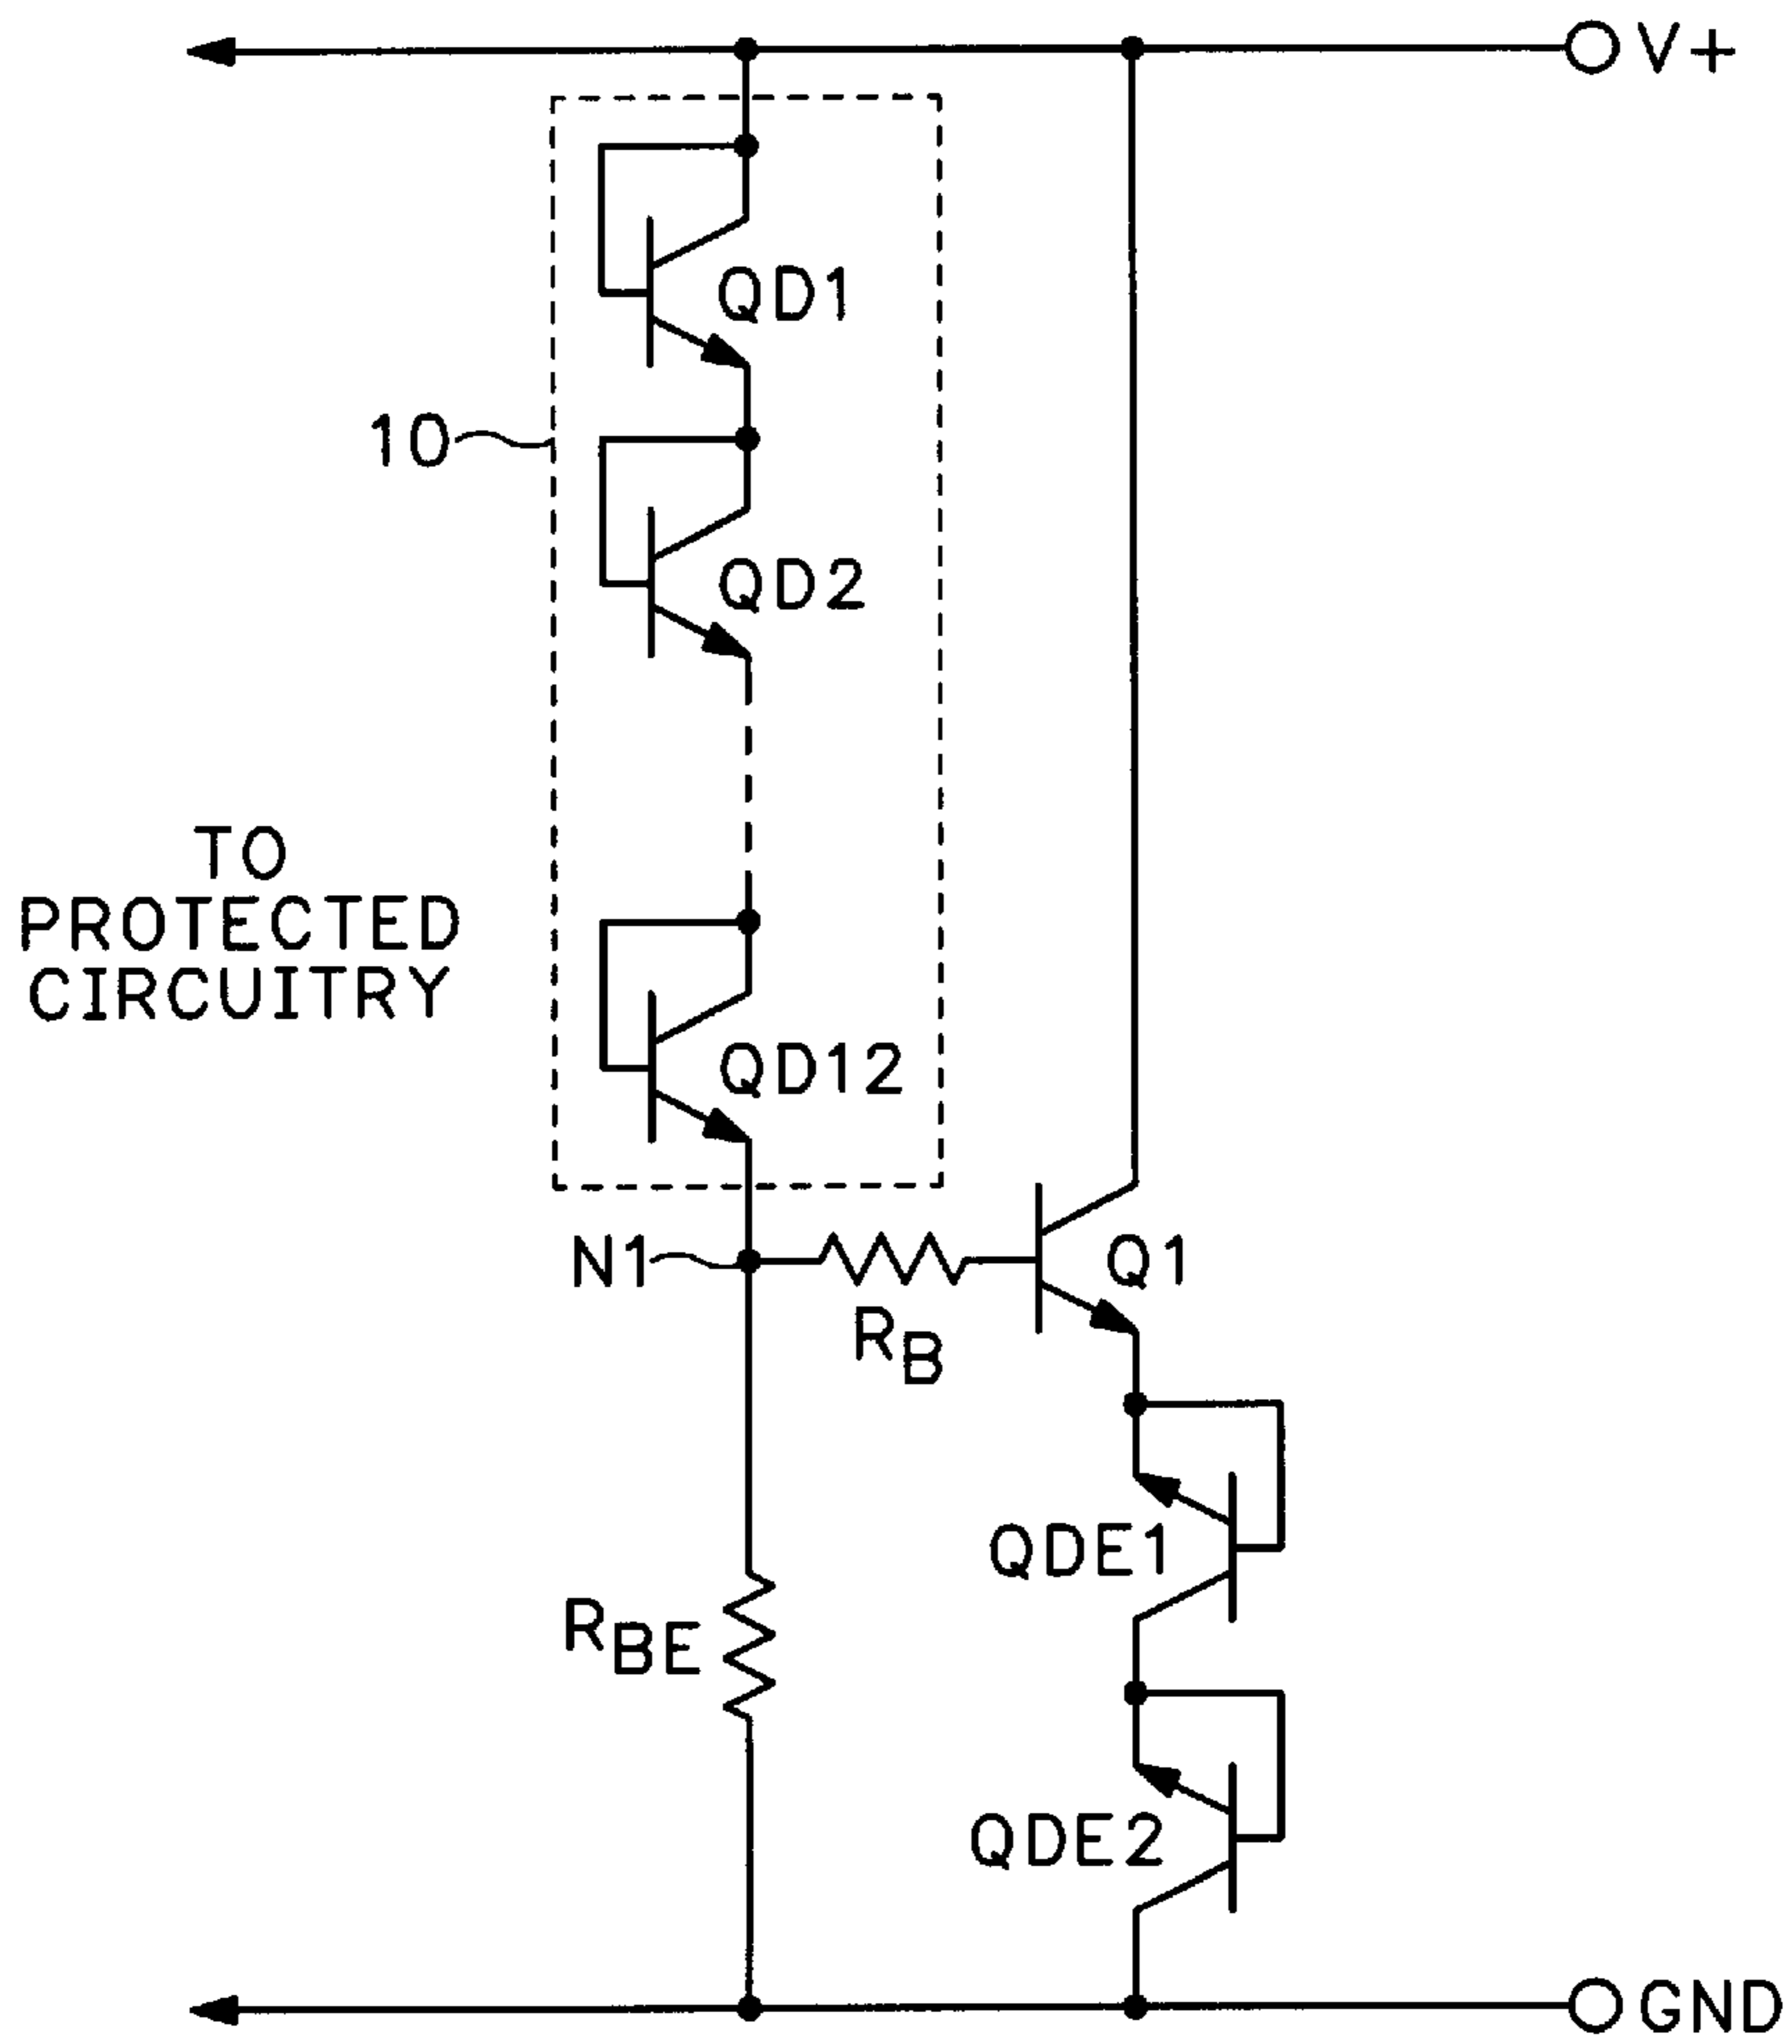 V+
QD1
10
QD2
TO
PROTECTED
CIRCUITRY
QD12
N1
RB
Q1
QDE1
RBE
QDE2
GND